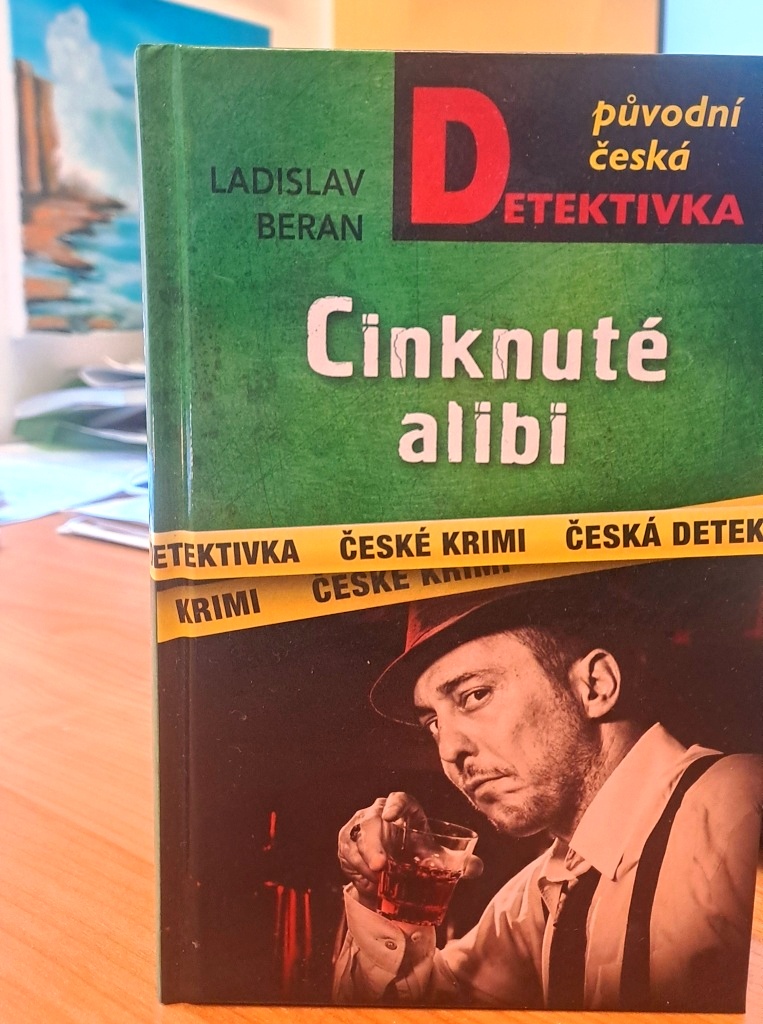 původní
česká
DETEKTIVKA
LADISLAV
BERAN
Cinknuté
alibi
ETEKTIVKA ČESKÉ KRIMI ČESKÁ DETEK
KRIMI ČESKÉ KRIMI